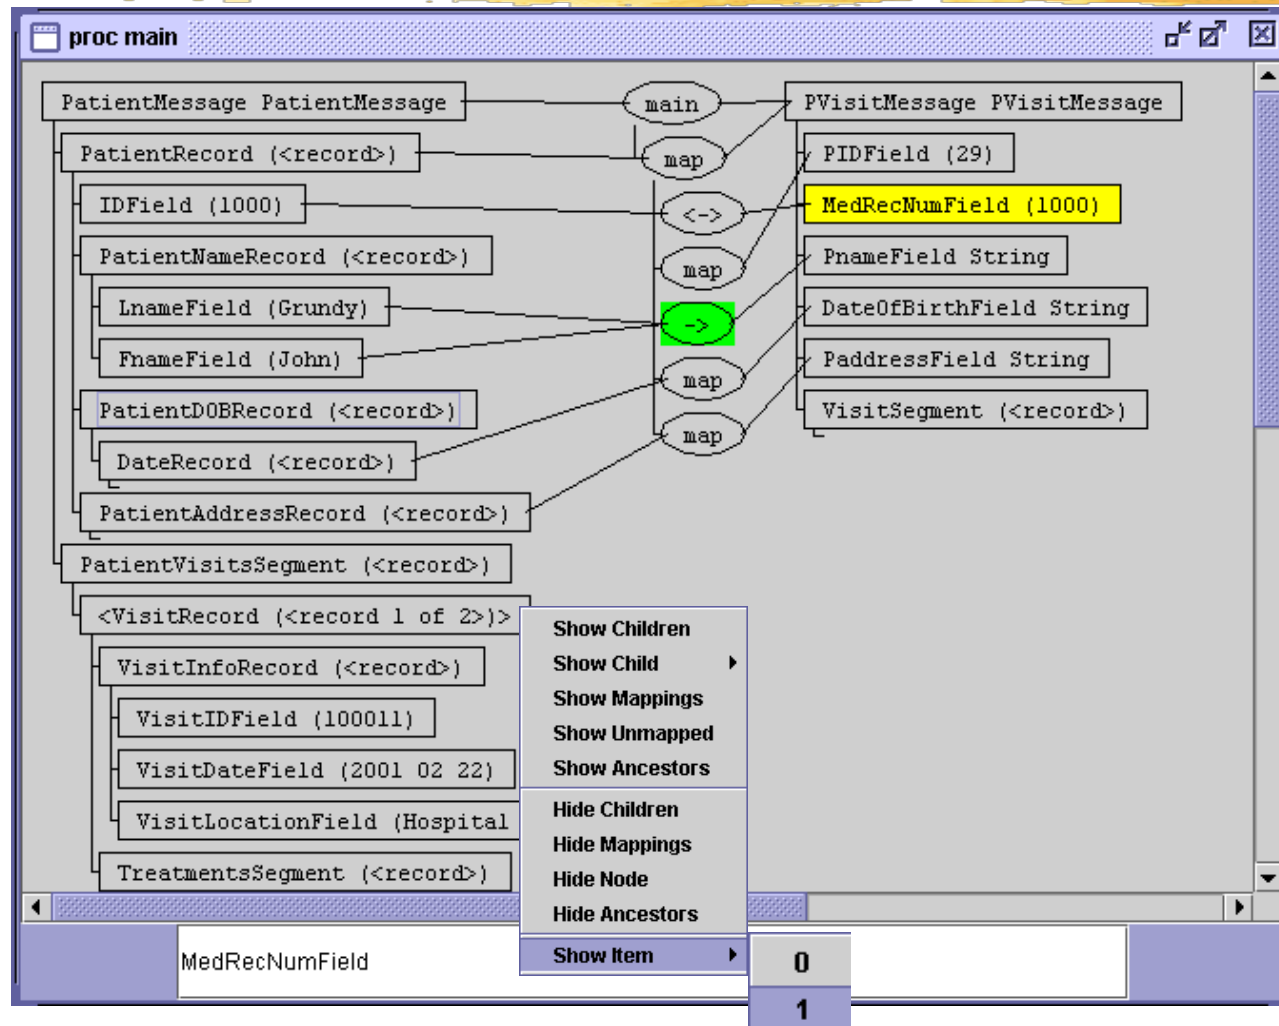 proc main
PatientMessage PatientMessage main PVisitMessage PVisitMessage
PatientRecord (<record>) map PIDField (29)
IDField (1000) <-> MedRecNumField (1000)
PatientNameRecord (<record>) map PnameField String
LnameField (Grundy) -> DateOfBirthField String
FnameField (John) map PaddressField String
PatientDOBRecord (<record>) map VisitSegment (<record>)
DateRecord (<record>)
PatientAddressRecord (<record>)
PatientVisitsSegment (<record>)
<VisitRecord (<record 1 of 2>)>
VisitInfoRecord (<record>)
VisitIDField (100011)
VisitDateField (2001 02 22)
VisitLocationField (Hospital
TreatmentsSegment (<record>)
Show Children
Show Child
Show Mappings
Show Unmapped
Show Ancestors
Hide Children
Hide Mappings
Hide Node
Hide Ancestors
Show Item
0
1
MedRecNumField